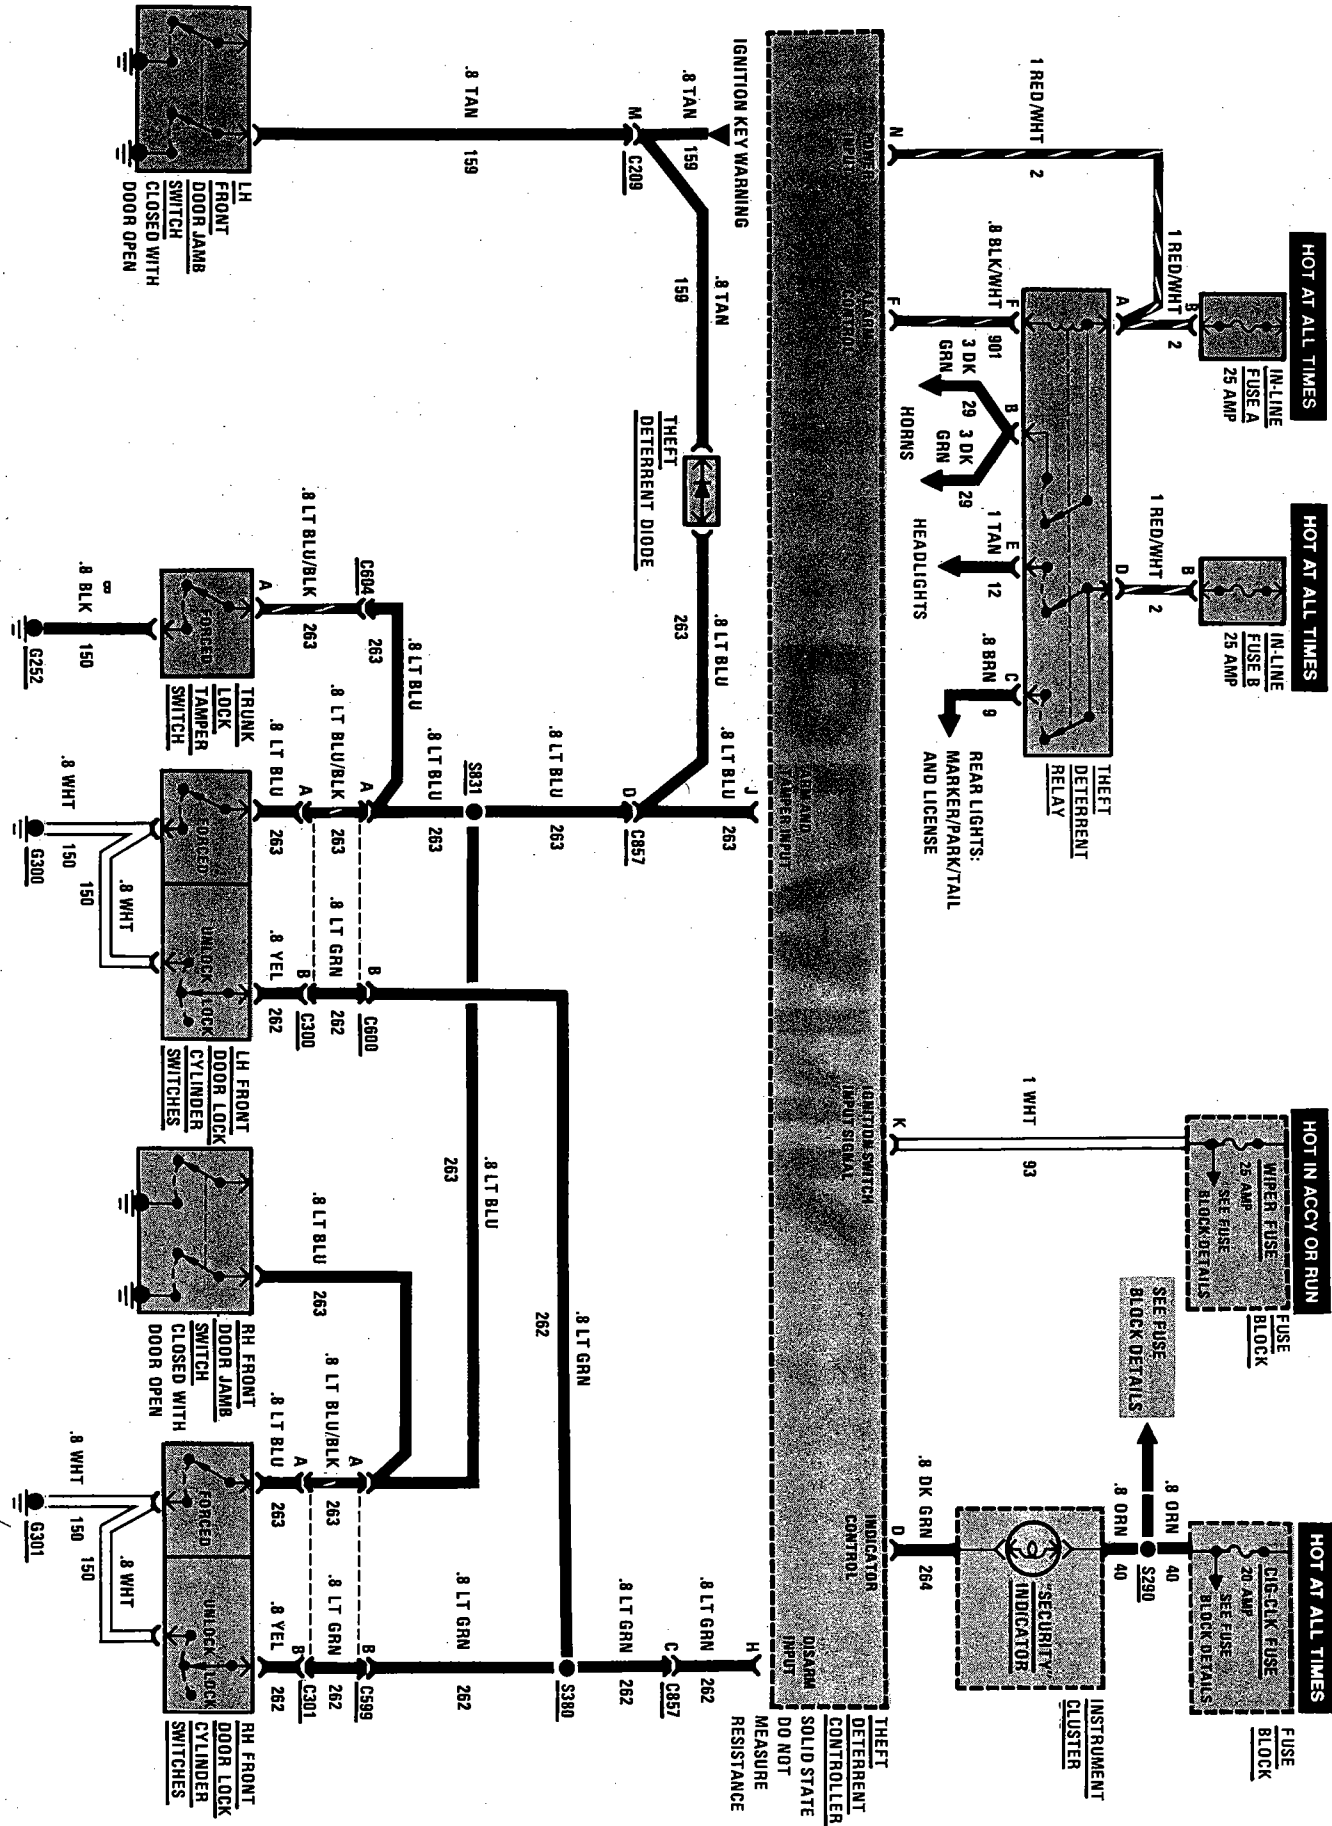 HOT AT ALL TIMES
HOT AT ALL TIMES
HOT IN ACCY OR RUN
HOT AT ALL TIMES
IN-LINE
FUSE A
25 AMP
B
1 RED/WHT
2
A
1 RED/WHT
2
IN-LINE
FUSE B
25 AMP
B
1 RED/WHT
2
D
THEFT
DETERRENT
RELAY
F
.8 BLK/WHT
901
F
B
3 DK
GRN
29
3 DK
GRN
29
HORNS
E
1 TAN
12
HEADLIGHTS
C
.8 BRN
9
REAR LIGHTS:
MARKER/PARK/TAIL
AND LICENSE
FUSE
BLOCK
WIPER FUSE
25 AMP
SEE FUSE
BLOCK DETAILS
1 WHT
93
K
FUSE
BLOCK
CIG-CLK FUSE
20 AMP
SEE FUSE
BLOCK DETAILS
.8 ORN
40
S290
.8 ORN
40
SEE FUSE
BLOCK DETAILS
INSTRUMENT
CLUSTER
"SECURITY"
INDICATOR
.8 DK GRN
264
D
N
POWER
INPUT
ALARM
CONTROL
IGNITION SWITCH
INPUT SIGNAL
INDICATOR
CONTROL
ARM AND
TAMPER INPUT
DISARM
INPUT
THEFT
DETERRENT
CONTROLLER
SOLID STATE
DO NOT
MEASURE
RESISTANCE
IGNITION KEY WARNING
.8 TAN
159
M
C209
.8 TAN
159
.8 TAN
159
THEFT
DETERRENT DIODE
.8 LT BLU
263
J
.8 LT BLU
263
D
C857
.8 LT BLU
263
S831
.8 LT BLU
263
.8 LT BLU
263
H
.8 LT GRN
262
C
C857
.8 LT GRN
262
S380
.8 LT GRN
262
.8 LT GRN
262
LH
FRONT
DOOR JAMB
SWITCH
CLOSED WITH
DOOR OPEN
.8 LT BLU
263
C604
.8 LT BLU/BLK
263
A
FORCED
TRUNK
LOCK
TAMPER
SWITCH
8
.8 BLK
150
G252
A
.8 LT BLU/BLK
263
A
.8 LT BLU
263
B
C600
.8 LT GRN
262
B
C300
.8 YEL
262
FORCED
UNLOCK
LOCK
LH FRONT
DOOR LOCK
CYLINDER
SWITCHES
.8 WHT
150
.8 WHT
150
G300
.8 LT BLU
263
RH FRONT
DOOR JAMB
SWITCH
CLOSED WITH
DOOR OPEN
A
.8 LT BLU/BLK
263
A
.8 LT BLU
263
B
C599
.8 LT GRN
262
B
C301
.8 YEL
262
FORCED
UNLOCK
LOCK
RH FRONT
DOOR LOCK
CYLINDER
SWITCHES
.8 WHT
150
.8 WHT
150
G301